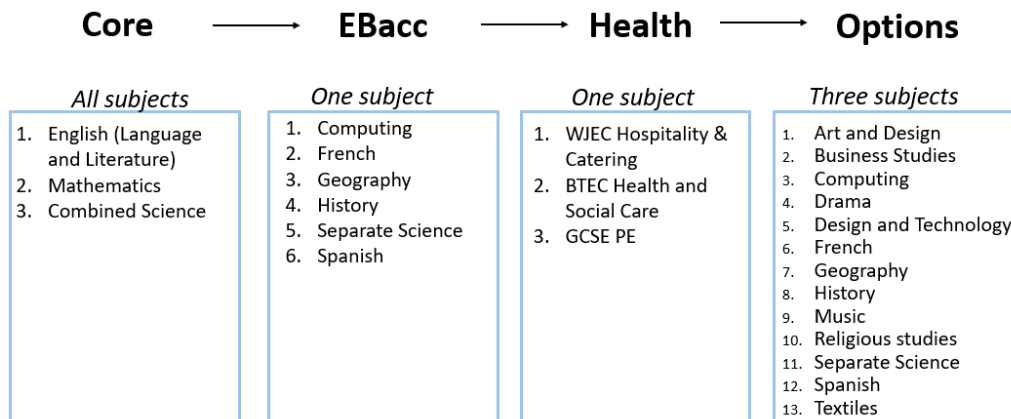 Core
EBacc
Health
Options
All subjects
1. English (Language
and Literature)
2. Mathematics
3. Combined Science
One subject
1. Computing
2. French
3. Geography
4. History
5. Separate Science
6. Spanish
One subject
1. WJEC Hospitality &
Catering
2. BTEC Health and
Social Care
3. GCSE PE
Three subjects
1. Art and Design
2. Business Studies
3. Computing
4. Drama
5. Design and Technology
6. French
7. Geography
8. History
9. Music
10. Religious studies
11. Separate Science
12. Spanish
13. Textiles